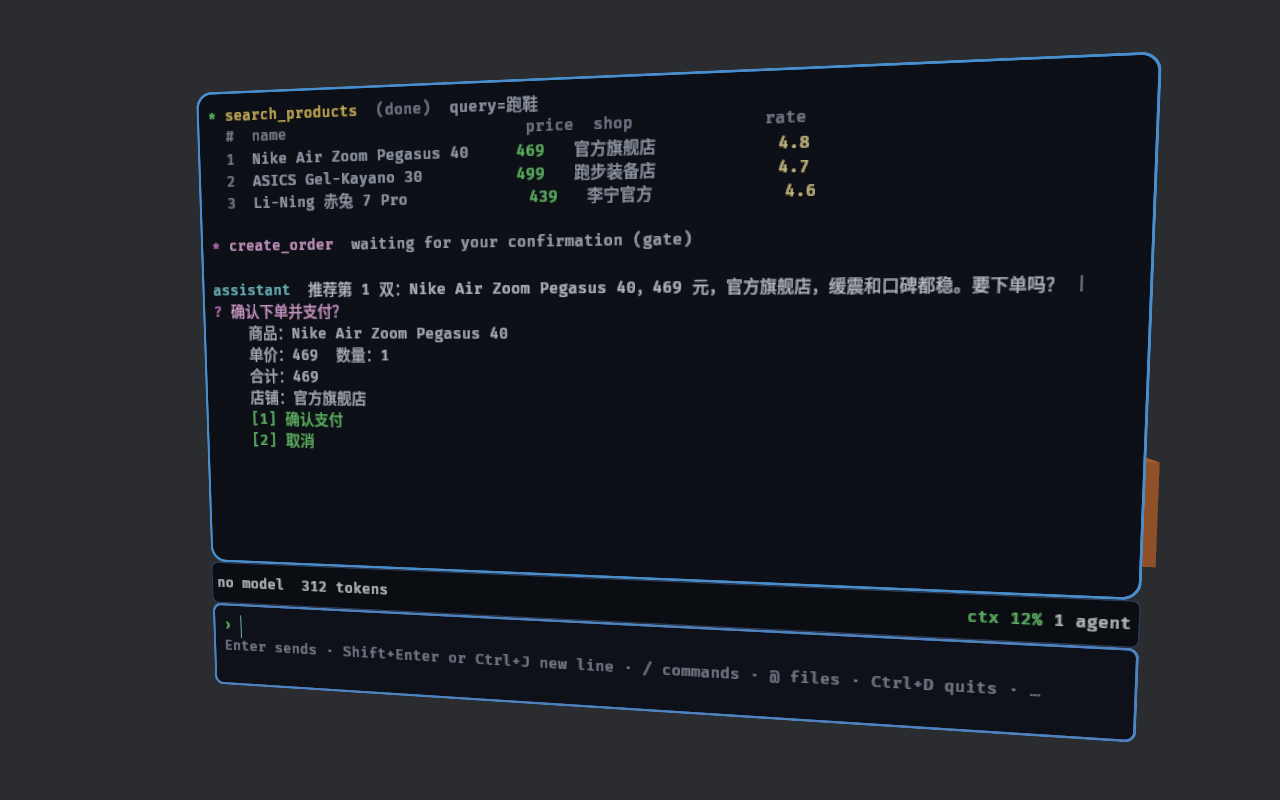 * search_products (done) query=跑鞋
# name price shop rate
1 Nike Air Zoom Pegasus 40 469 官方旗舰店 4.8
2 ASICS Gel-Kayano 30 499 跑步装备店 4.7
3 Li-Ning 赤兔 7 Pro 439 李宁官方 4.6
* create_order waiting for your confirmation (gate)
assistant 推荐第 1 双: Nike Air Zoom Pegasus 40, 469 元, 官方旗舰店, 缓震和口碑都稳。要下单吗?
? 确认下单并支付?
商品: Nike Air Zoom Pegasus 40
单价: 469 数量: 1
合计: 469
店铺: 官方旗舰店
[1] 确认支付
[2] 取消
no model 312 tokens ctx 12% 1 agent
›
Enter sends · Shift+Enter or Ctrl+J new line · / commands · @ files · Ctrl+D quits · …